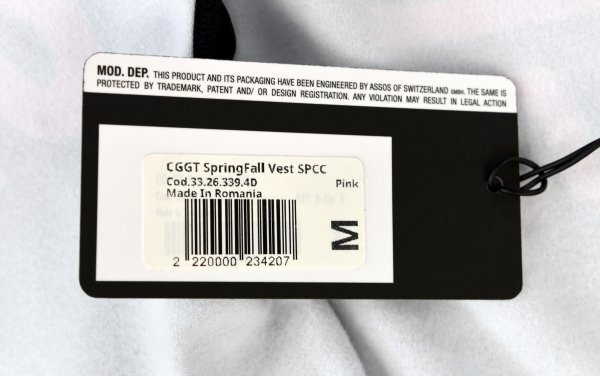 MOD. DEP. THIS PRODUCT AND ITS PACKAGING HAVE BEEN ENGINEERED BY ASSOS OF SWITZERLAND GMBH. THE SAME IS
PROTECTED BY TRADEMARK, PATENT AND/ OR DESIGN REGISTRATION. ANY VIOLATION MAY RESULT IN LEGAL ACTION
CGGT SpringFall Vest SPCC
Cod.33.26.339.4D Pink
Made In Romania
M
2 220000 234207